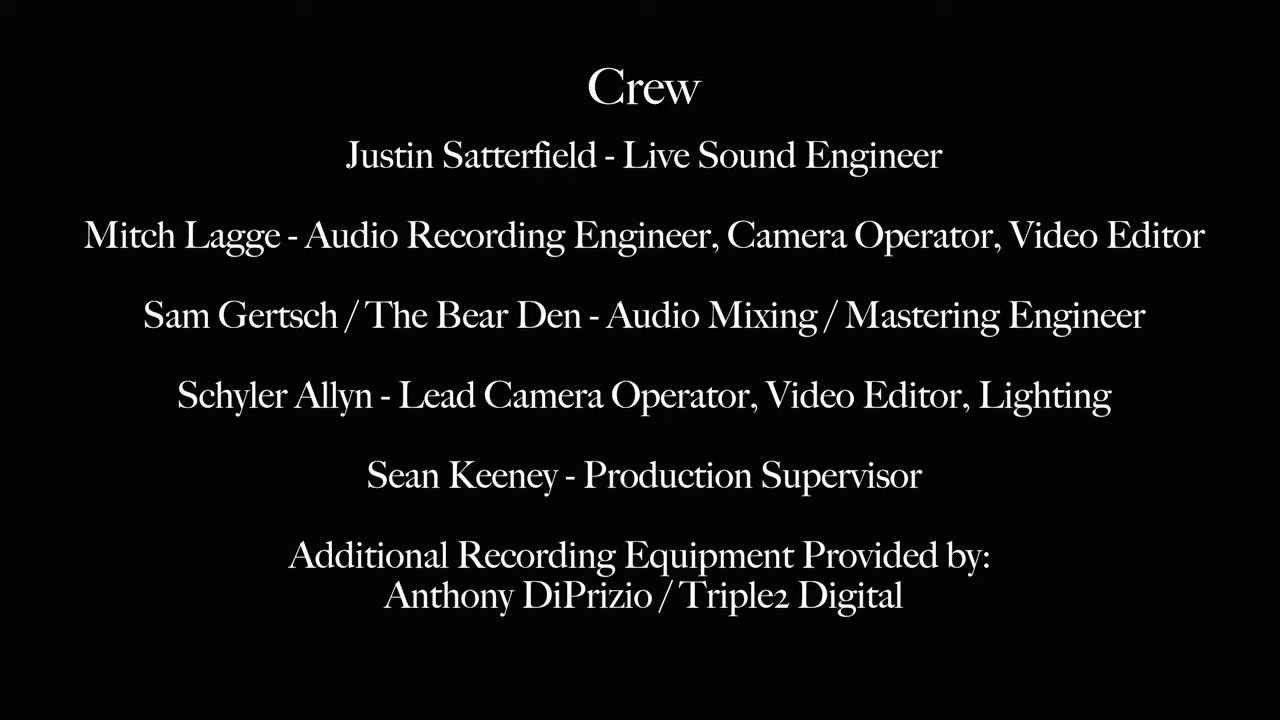 Crew
Justin Satterfield - Live Sound Engineer
Mitch Lagge - Audio Recording Engineer, Camera Operator, Video Editor
Sam Gertsch / The Bear Den - Audio Mixing / Mastering Engineer
Schyler Allyn - Lead Camera Operator, Video Editor, Lighting
Sean Keeney - Production Supervisor
Additional Recording Equipment Provided by:
Anthony DiPrizio / Triple2 Digital